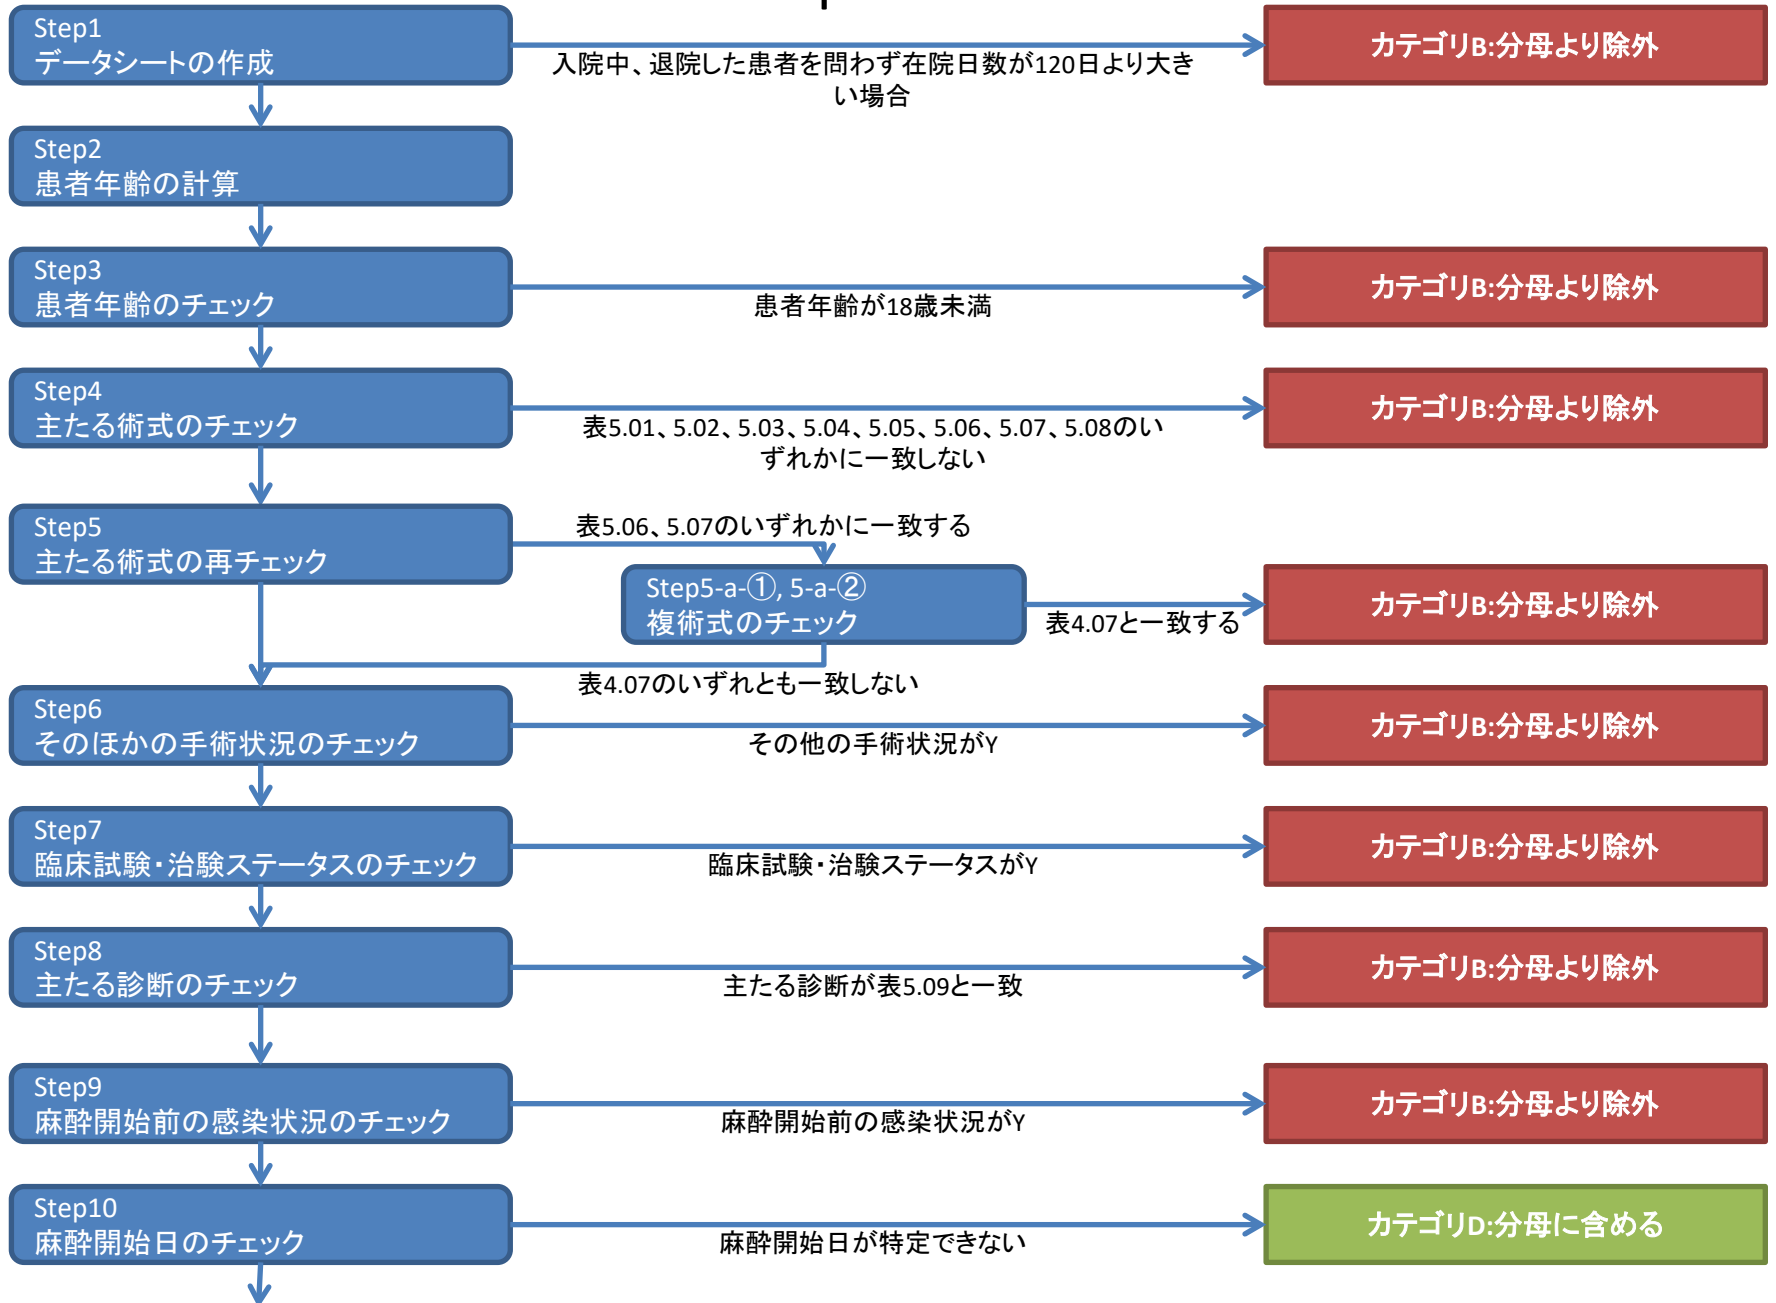 Step1
データシートの作成
入院中、退院した患者を問わず在院日数が120日より大き
い場合
カテゴリB:分母より除外
Step2
患者年齢の計算
Step3
患者年齢のチェック
患者年齢が18歳未満
カテゴリB:分母より除外
Step4
主たる術式のチェック
表5.01、5.02、5.03、5.04、5.05、5.06、5.07、5.08のい
ずれかに一致しない
カテゴリB:分母より除外
Step5
主たる術式の再チェック
表5.06、5.07のいずれかに一致する
Step5-a-①, 5-a-②
複術式のチェック
表4.07と一致する
カテゴリB:分母より除外
表4.07のいずれとも一致しない
Step6
そのほかの手術状況のチェック
その他の手術状況がY
カテゴリB:分母より除外
Step7
臨床試験・治験ステータスのチェック
臨床試験・治験ステータスがY
カテゴリB:分母より除外
Step8
主たる診断のチェック
主たる診断が表5.09と一致
カテゴリB:分母より除外
Step9
麻酔開始前の感染状況のチェック
麻酔開始前の感染状況がY
カテゴリB:分母より除外
Step10
麻酔開始日のチェック
麻酔開始日が特定できない
カテゴリD:分母に含める